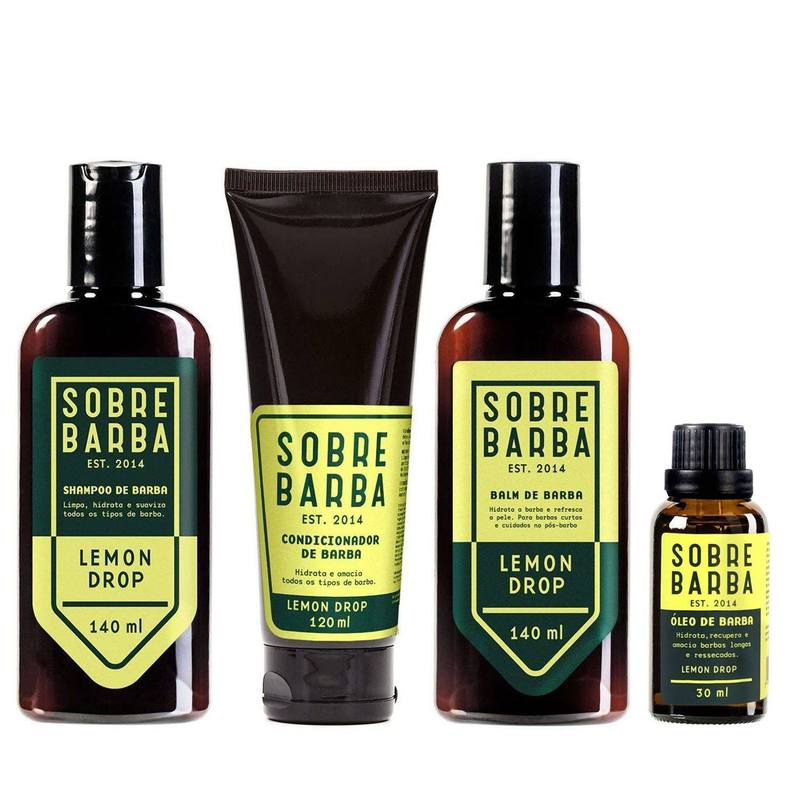 SOBRE
BARBA
EST. 2014
SHAMPOO DE BARBA
Limpa, hidrata e suaviza
todos os tipos de barba.
LEMON
DROP
140 ml
SOBRE
BARBA
EST. 2014
CONDICIONADOR
DE BARBA
Hidrata e amacia
todos os tipos de barba.
LEMON DROP
120 ml
SOBRE
BARBA
EST. 2014
BALM DE BARBA
Hidrata a barba e refresca
a pele. Para barbas curtas
e cuidados no pós-barba
LEMON
DROP
140 ml
SOBRE
BARBA
EST. 2014
ÓLEO DE BARBA
Hidrata, recupera e
amacia barbas longas
e ressecadas.
LEMON DROP
30 ml